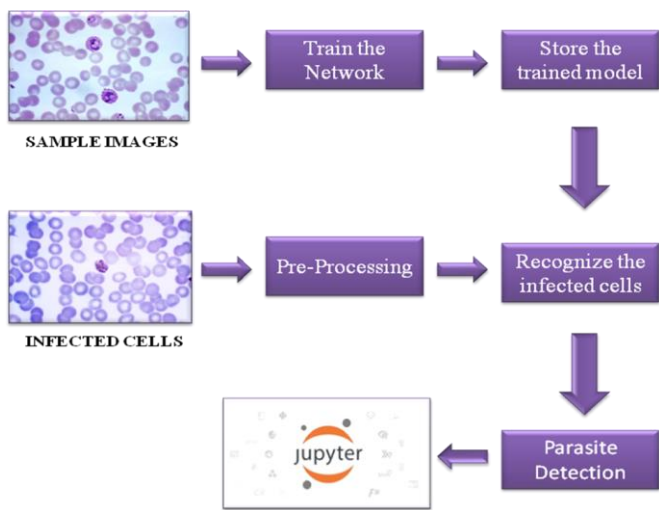 Train the
Network
Store the
trained model
SAMPLE IMAGES
Pre-Processing
Recognize the
infected cells
INFECTED CELLS
jupyter
Parasite
Detection